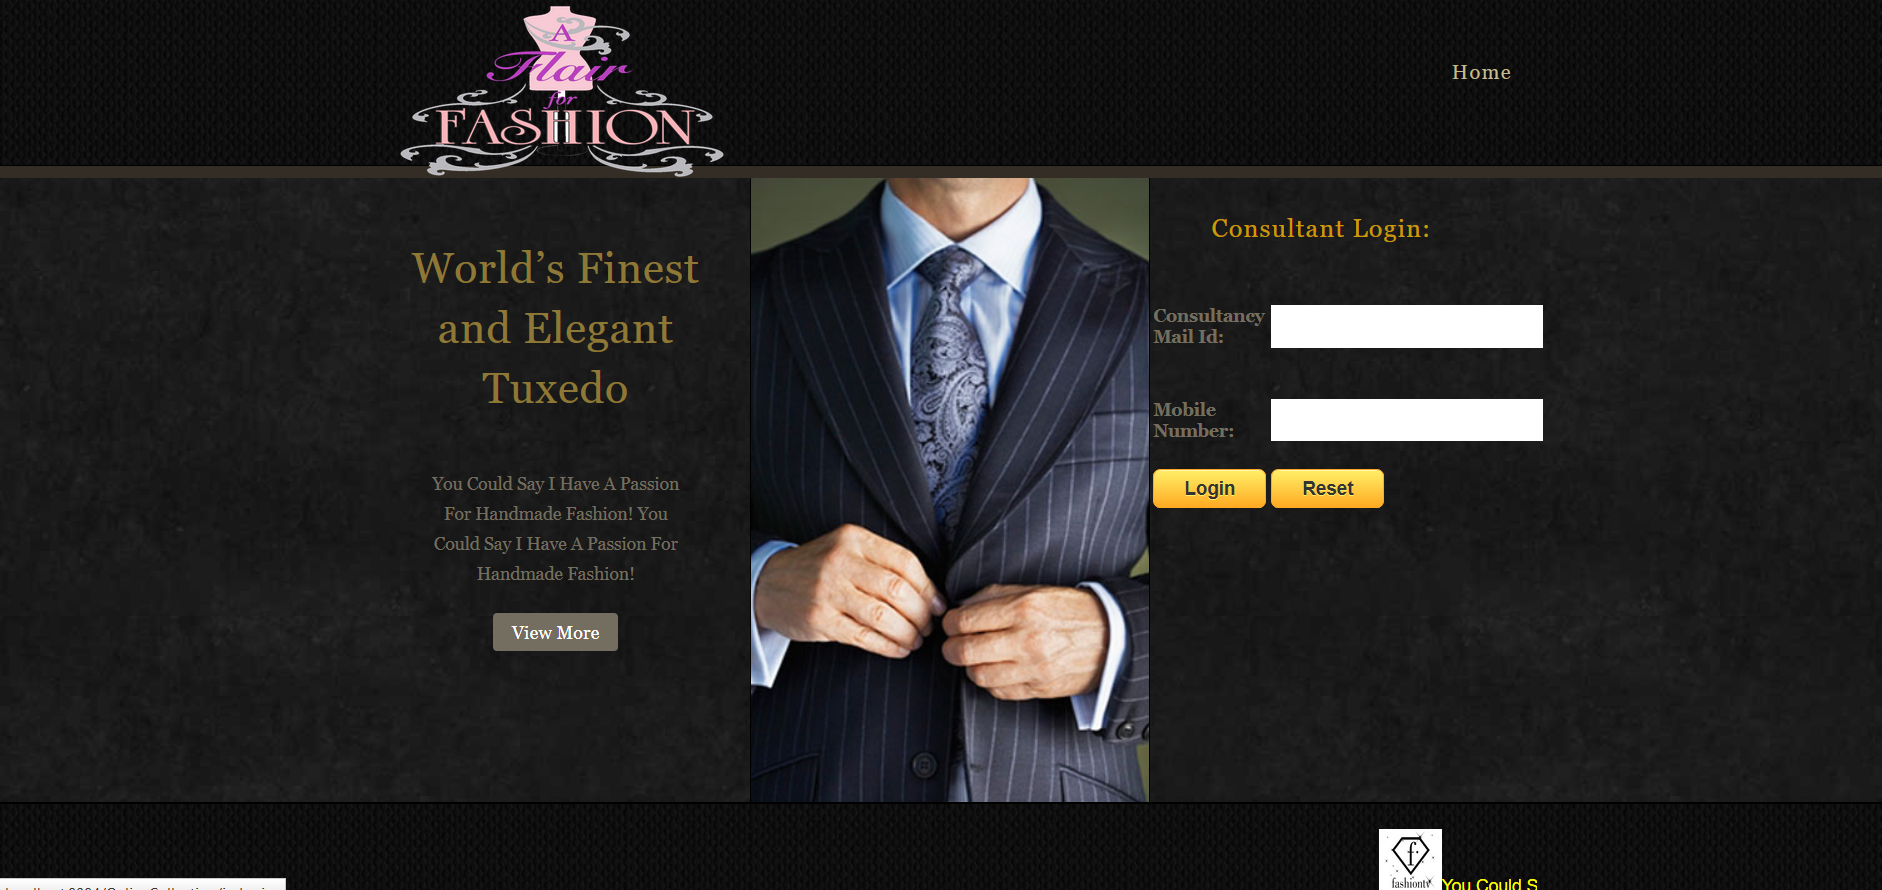 A
Flair
for
FASHION
Home
World’s Finest
and Elegant
Tuxedo
You Could Say I Have A Passion
For Handmade Fashion! You
Could Say I Have A Passion For
Handmade Fashion!
View More
Consultant Login:
Consultancy
Mail Id:
Mobile
Number:
Login Reset
f
fashiontv
You Could S